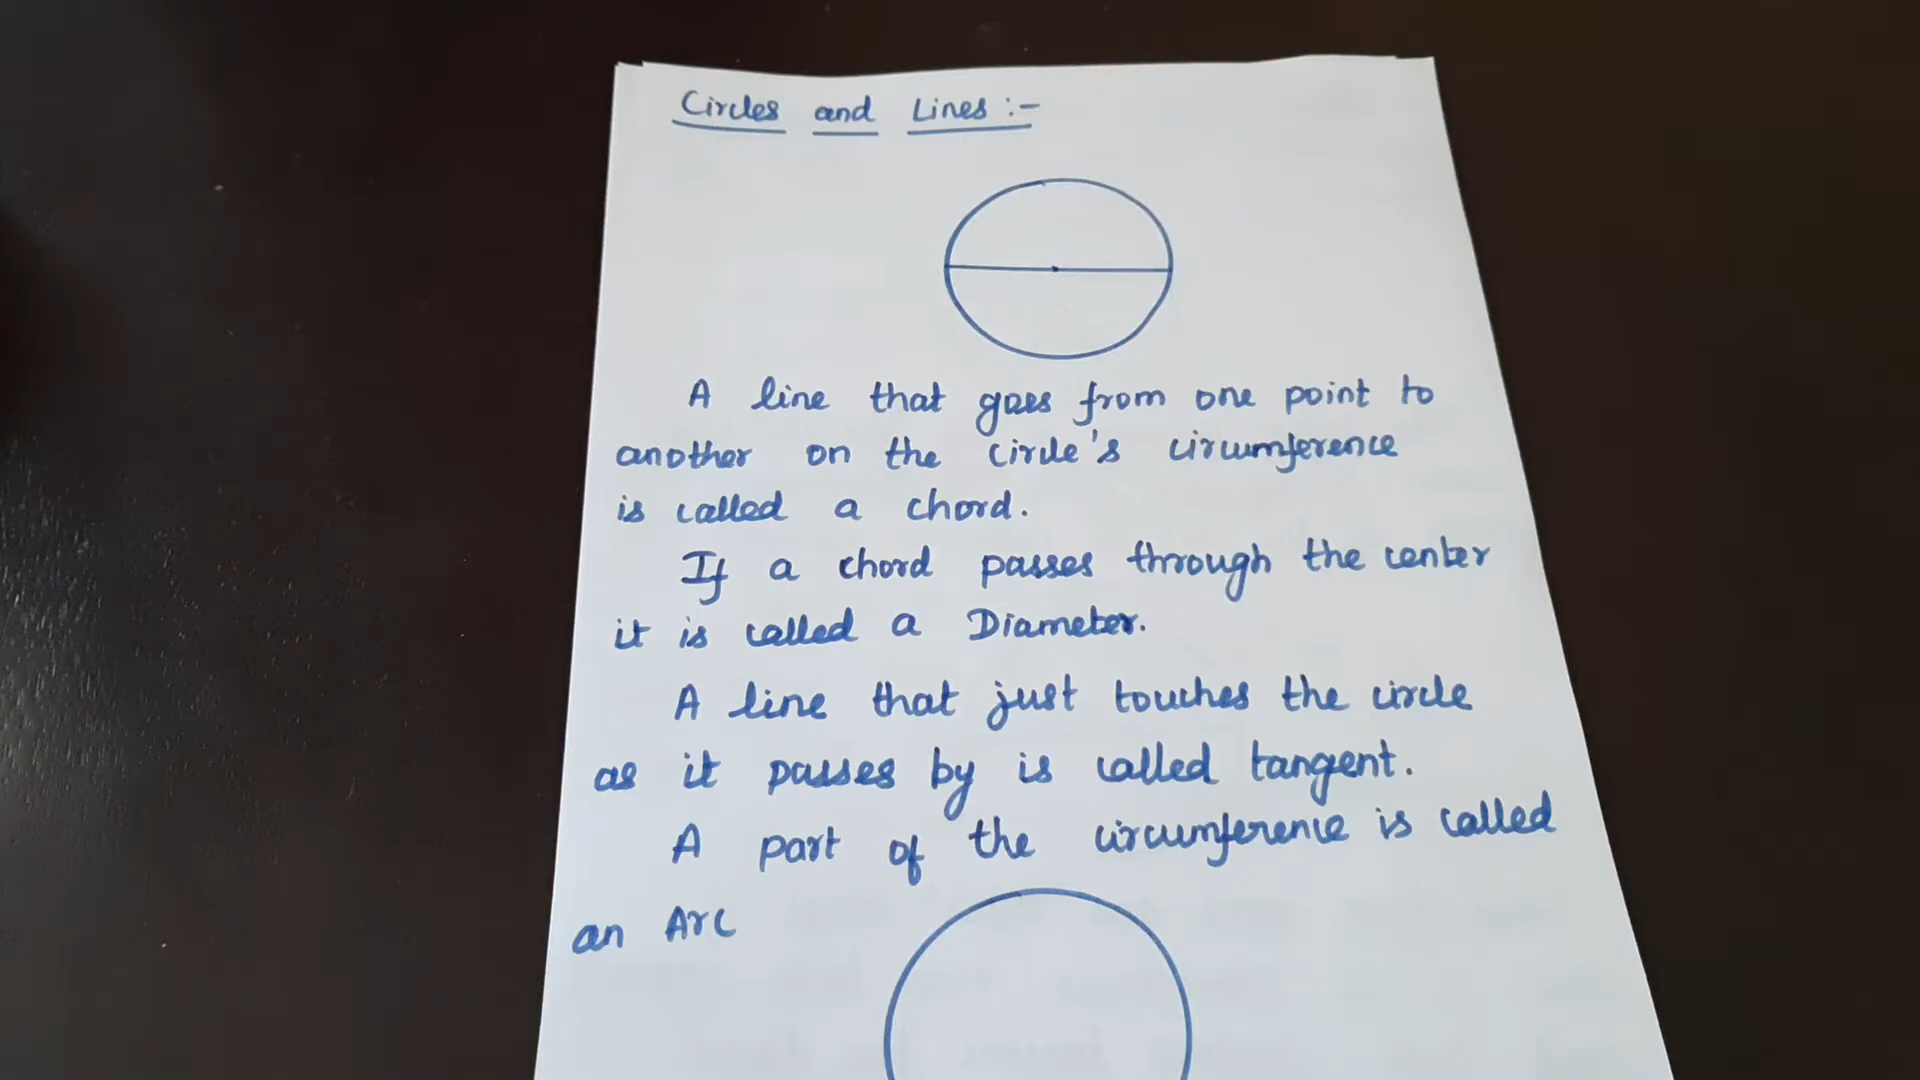 Circles and Lines :-
A line that goes from one point to
another on the circle's circumference
is called a chord.
If a chord passes through the center
it is called a Diameter.
A line that just touches the circle
as it passes by is called tangent.
A part of the circumference is called
an Arc